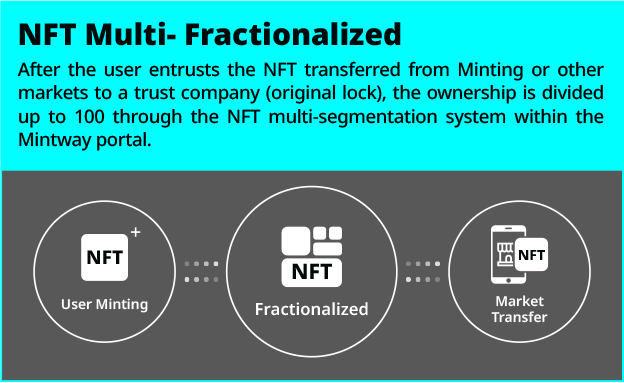 NFT Multi- Fractionalized
After the user entrusts the NFT transferred from Minting or other
markets to a trust company (original lock), the ownership is divided
up to 100 through the NFT multi-segmentation system within the
Mintway portal.
NFT
+
User Minting
NFT
Fractionalized
NFT
Market
Transfer